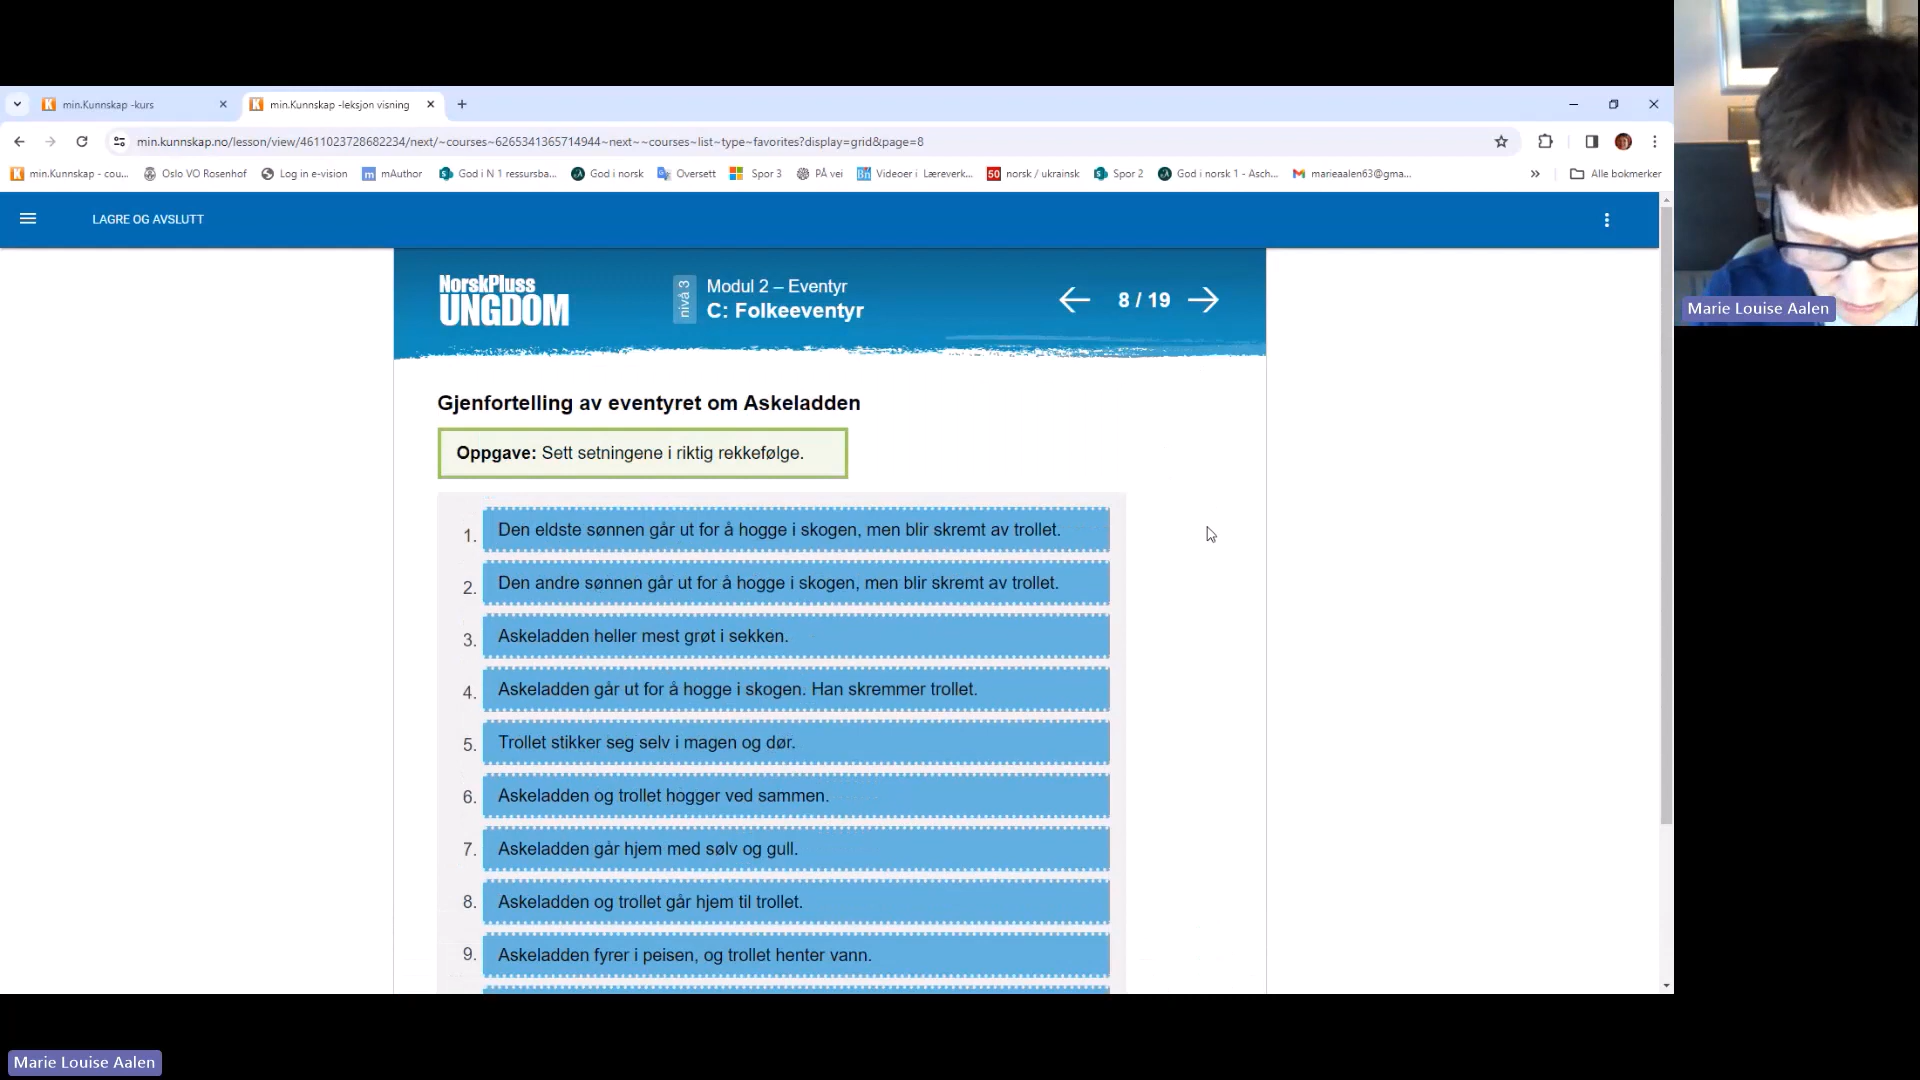 min.Kunnskap -kurs
min.Kunnskap -leksjon visning
min.kunnskap.no/lesson/view/4611023728682234/next/~courses~6265341365714944~next~~courses~list~type~favorites?display=grid&page=8
min.Kunnskap - cou... Oslo VO Rosenhof Log in e-vision mAuthor God i N 1 ressursba... God i norsk Oversett Spor 3 PÅ vei Videoer i Læreverk... norsk / ukrainsk Spor 2 God i norsk 1 - Asch... marieaalen63@gma... » Alle bokmerker
LAGRE OG AVSLUTT
NorskPluss
UNGDOM
nivå 3
Modul 2 – Eventyr
C: Folkeeventyr
8 / 19
Gjenfortelling av eventyret om Askeladden
Oppgave: Sett setningene i riktig rekkefølge.
1. Den eldste sønnen går ut for å hogge i skogen, men blir skremt av trollet.
2. Den andre sønnen går ut for å hogge i skogen, men blir skremt av trollet.
3. Askeladden heller mest grøt i sekken.
4. Askeladden går ut for å hogge i skogen. Han skremmer trollet.
5. Trollet stikker seg selv i magen og dør.
6. Askeladden og trollet hogger ved sammen.
7. Askeladden går hjem med sølv og gull.
8. Askeladden og trollet går hjem til trollet.
9. Askeladden fyrer i peisen, og trollet henter vann.
Marie Louise Aalen
Marie Louise Aalen